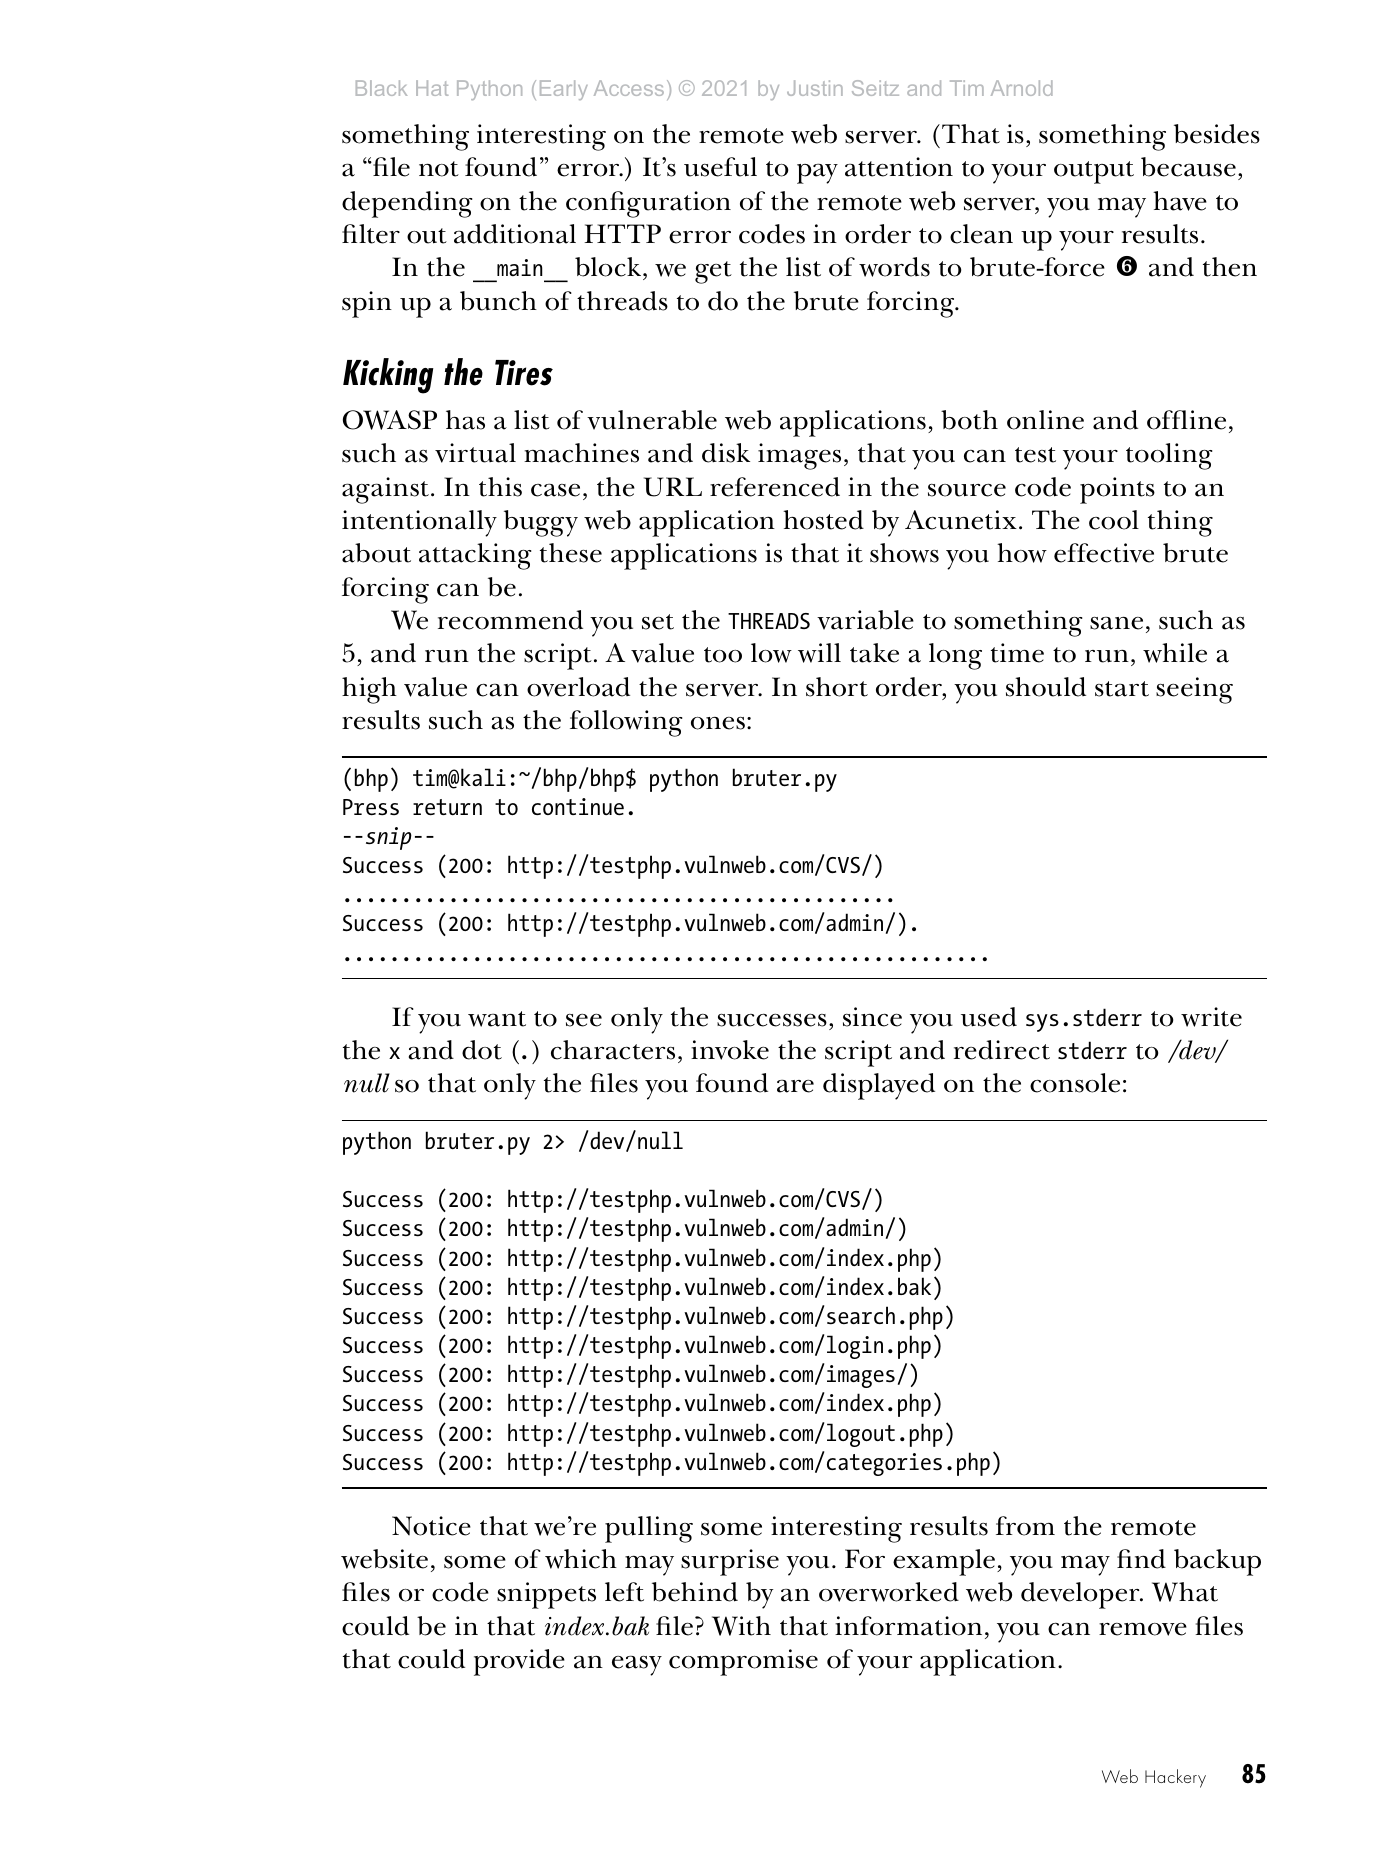 Black Hat Python (Early Access) © 2021 by Justin Seitz and Tim Arnold
something interesting on the remote web server. (That is, something besides
a “file not found” error.) It’s useful to pay attention to your output because,
depending on the configuration of the remote web server, you may have to
filter out additional HTTP error codes in order to clean up your results.
In the __main__ block, we get the list of words to brute-force ❻ and then
spin up a bunch of threads to do the brute forcing.
Kicking the Tires
OWASP has a list of vulnerable web applications, both online and offline,
such as virtual machines and disk images, that you can test your tooling
against. In this case, the URL referenced in the source code points to an
intentionally buggy web application hosted by Acunetix. The cool thing
about attacking these applications is that it shows you how effective brute
forcing can be.
We recommend you set the THREADS variable to something sane, such as
5, and run the script. A value too low will take a long time to run, while a
high value can overload the server. In short order, you should start seeing
results such as the following ones:
(bhp) tim@kali:~/bhp/bhp$ python bruter.py
Press return to continue.
--snip--
Success (200: http://testphp.vulnweb.com/CVS/)
...............................................
Success (200: http://testphp.vulnweb.com/admin/).
.......................................................
If you want to see only the successes, since you used sys.stderr to write
the x and dot (.) characters, invoke the script and redirect stderr to /dev/
null so that only the files you found are displayed on the console:
python bruter.py 2> /dev/null
Success (200: http://testphp.vulnweb.com/CVS/)
Success (200: http://testphp.vulnweb.com/admin/)
Success (200: http://testphp.vulnweb.com/index.php)
Success (200: http://testphp.vulnweb.com/index.bak)
Success (200: http://testphp.vulnweb.com/search.php)
Success (200: http://testphp.vulnweb.com/login.php)
Success (200: http://testphp.vulnweb.com/images/)
Success (200: http://testphp.vulnweb.com/index.php)
Success (200: http://testphp.vulnweb.com/logout.php)
Success (200: http://testphp.vulnweb.com/categories.php)
Notice that we’re pulling some interesting results from the remote
website, some of which may surprise you. For example, you may find backup
files or code snippets left behind by an overworked web developer. What
could be in that index.bak file? With that information, you can remove files
that could provide an easy compromise of your application.
Web Hackery 85